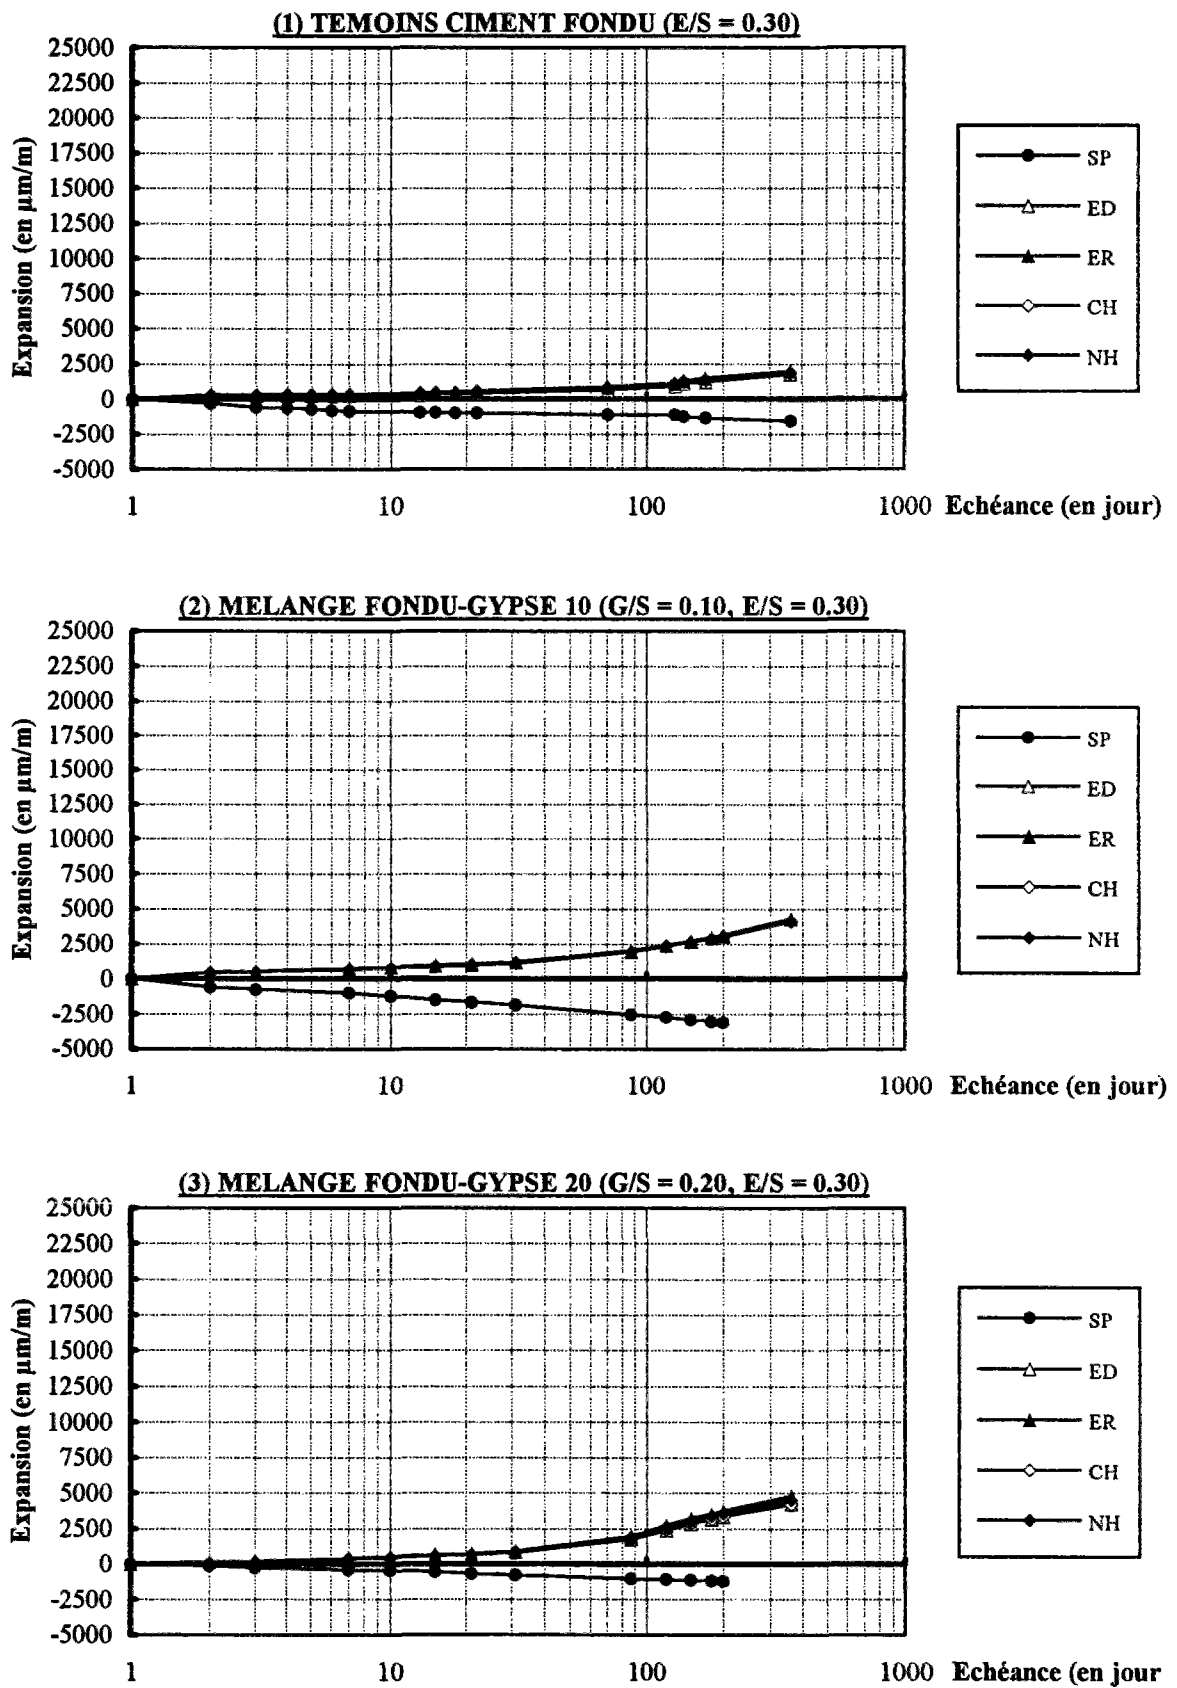 (1) TEMOINS CIMENT FONDU (E/S = 0.30)
25000
22500
20000
17500
15000
12500
10000
7500
5000
2500
0
-2500
-5000
Expansion (en µm/m)
1 10 100 1000 Echéance (en jour)
SP
ED
ER
CH
NH
(2) MELANGE FONDU-GYPSE 10 (G/S = 0.10, E/S = 0.30)
25000
22500
20000
17500
15000
12500
10000
7500
5000
2500
0
-2500
-5000
Expansion (en µm/m)
1 10 100 1000 Echéance (en jour)
SP
ED
ER
CH
NH
(3) MELANGE FONDU-GYPSE 20 (G/S = 0.20, E/S = 0.30)
25000
22500
20000
17500
15000
12500
10000
7500
5000
2500
0
-2500
-5000
Expansion (en µm/m)
1 10 100 1000 Echéance (en jour
SP
ED
ER
CH
NH